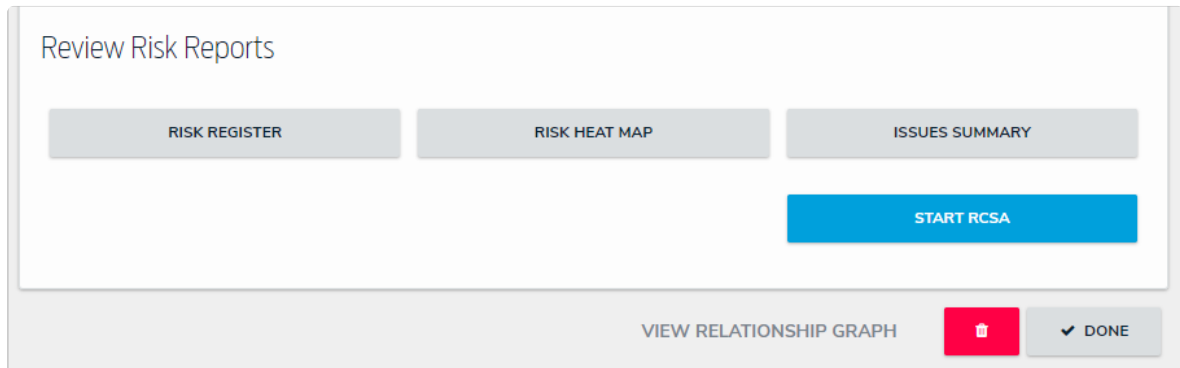 Review Risk Reports
RISK REGISTER
RISK HEAT MAP
ISSUES SUMMARY
START RCSA
VIEW RELATIONSHIP GRAPH
DONE